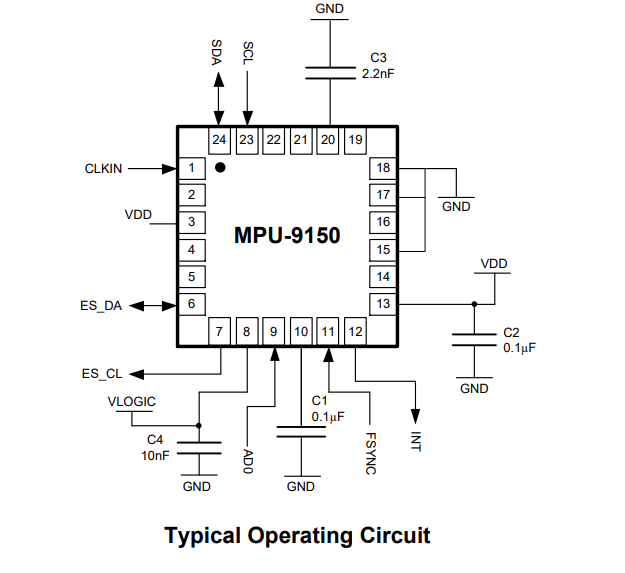 GND
SDA
SCL
C3
2.2nF
24 23 22 21 20 19
CLKIN
1
18
2
17
GND
VDD
3
MPU-9150
16
4
15
5
14
VDD
ES_DA
6
13
C2
0.1µF
7 8 9 10 11 12
ES_CL
GND
VLOGIC
C1
0.1µF
C4
10nF
AD0
FSYNC
INT
GND
GND
Typical Operating Circuit